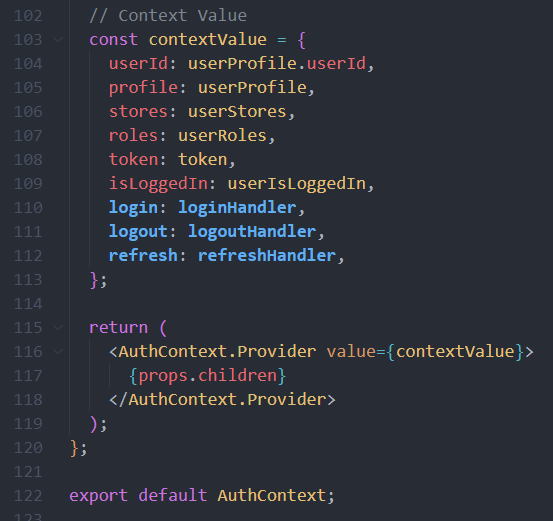 102 // Context Value
103 const contextValue = {
104 userId: userProfile.userId,
105 profile: userProfile,
106 stores: userStores,
107 roles: userRoles,
108 token: token,
109 isLoggedIn: userIsLoggedIn,
110 login: loginHandler,
111 logout: logoutHandler,
112 refresh: refreshHandler,
113 };
114
115 return (
116 <AuthContext.Provider value={contextValue}>
117 {props.children}
118 </AuthContext.Provider>
119 );
120 };
121
122 export default AuthContext;
123